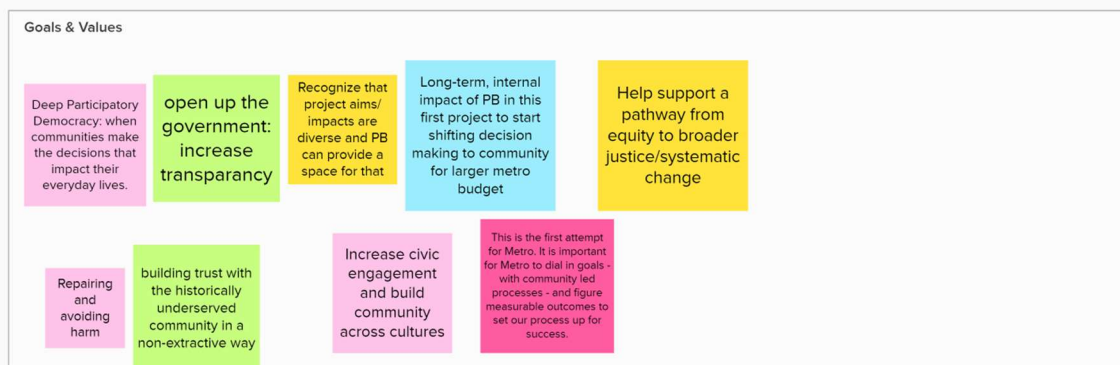 Goals & Values
Deep Participatory
Democracy: when
communities make
the decisions that
impact their
everyday lives.
open up the
government:
increase
transparancy
Recognize that
project aims/
impacts are
diverse and PB
can provide a
space for that
Long-term, internal
impact of PB in this
first project to start
shifting decision
making to community
for larger metro
budget
Help support a
pathway from
equity to broader
justice/systematic
change
Repairing
and
avoiding
harm
building trust with
the historically
underserved
community in a
non-extractive way
Increase civic
engagement
and build
community
across cultures
This is the first attempt
for Metro. It is important
for Metro to dial in goals -
with community led
processes - and figure
measurable outcomes to
set our process up for
success.